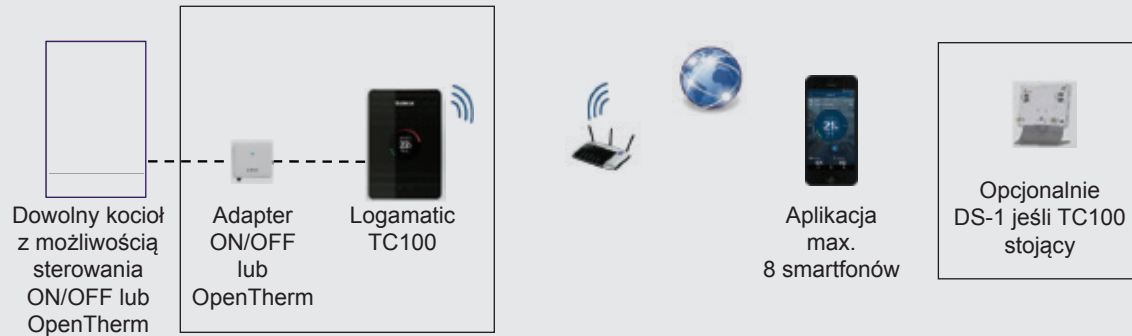 Dowolny kocioł
z możliwością
sterowania
ON/OFF lub
OpenTherm
Adapter
ON/OFF
lub
OpenTherm
Logamatic
TC100
21
Aplikacja
max.
8 smartfonów
Opcjonalnie
DS-1 jeśli TC100
stojący